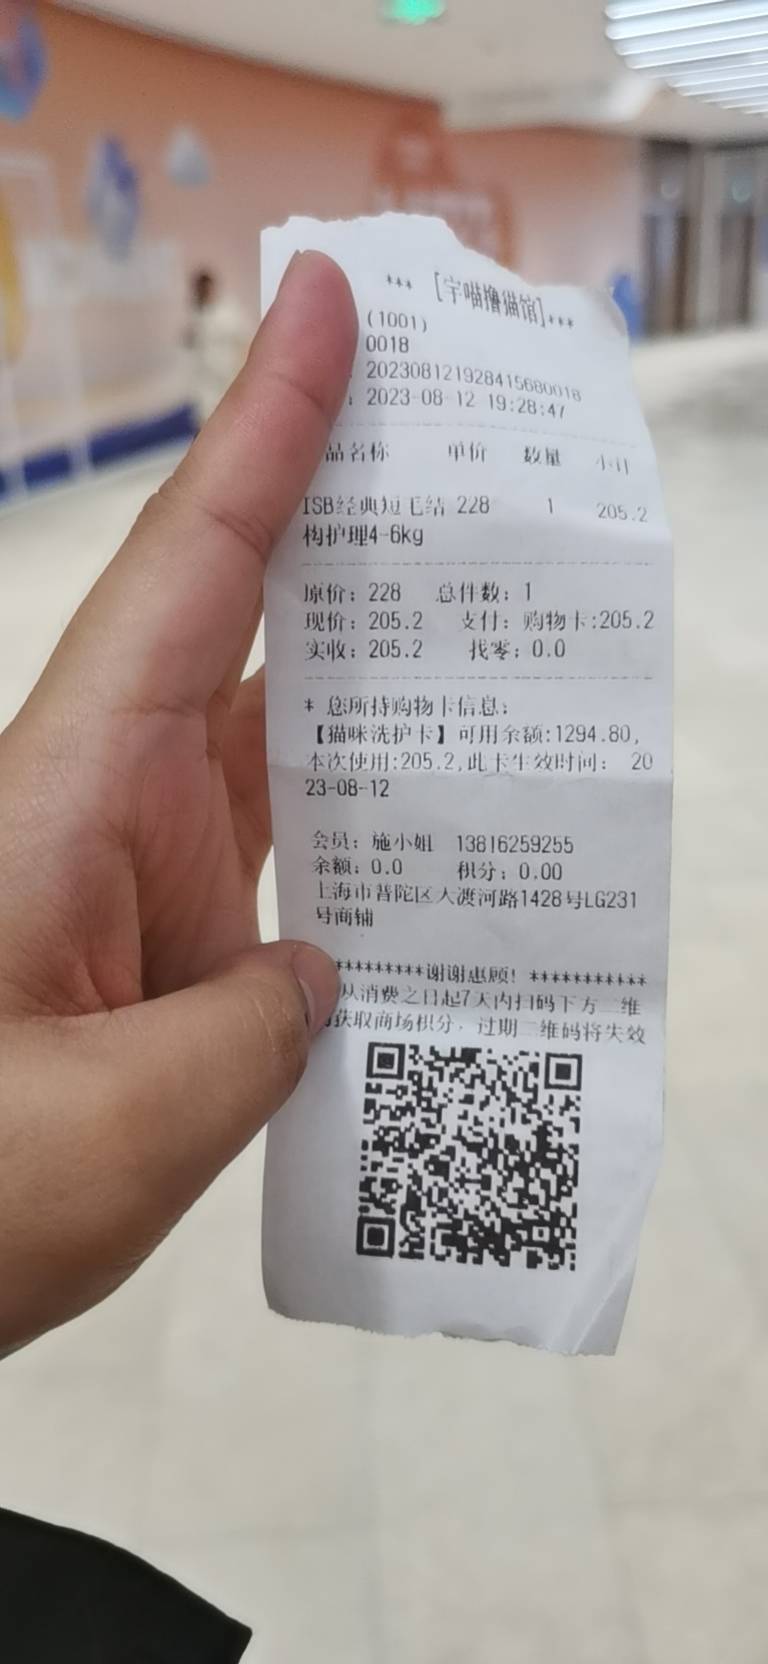 *** [宇喵撸猫馆]***
(1001)
0018
202308121928415680018
: 2023-08-12 19:28:47
品名称 单价 数量 小计
ISB经典短毛结 228 1 205.2
构护理4-6kg
原价: 228 总件数: 1
现价: 205.2 支付: 购物卡:205.2
实收: 205.2 找零: 0.0
* 您所持购物卡信息:
【猫咪洗护卡】可用余额:1294.80,
本次使用:205.2,此卡生效时间: 20
23-08-12
会员: 施小姐 13816259255
余额: 0.0 积分: 0.00
上海市普陀区大渡河路1428号LG231
号商铺
*********谢谢惠顾! ***********
从消费之日起7天内扫码下方二维
获取商场积分, 过期二维码将失效